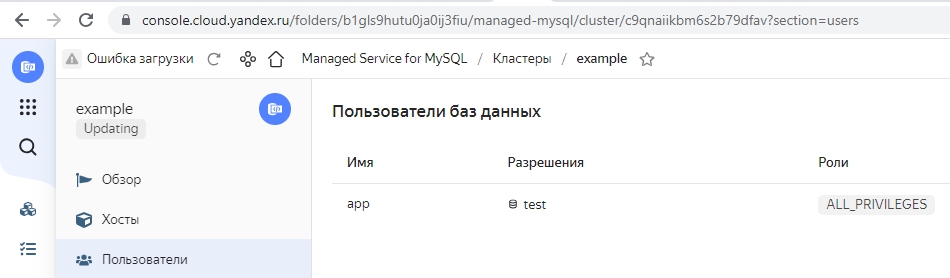 console.cloud.yandex.ru/folders/b1gls9hutu0ja0ij3fiu/managed-mysql/cluster/c9qnaiikbm6s2b79dfav?section=users
Ошибка загрузки Managed Service for MySQL / Кластеры / example
example
Updating
Обзор
Хосты
Пользователи
Пользователи баз данных
Имя Разрешения Роли
app test ALL_PRIVILEGES